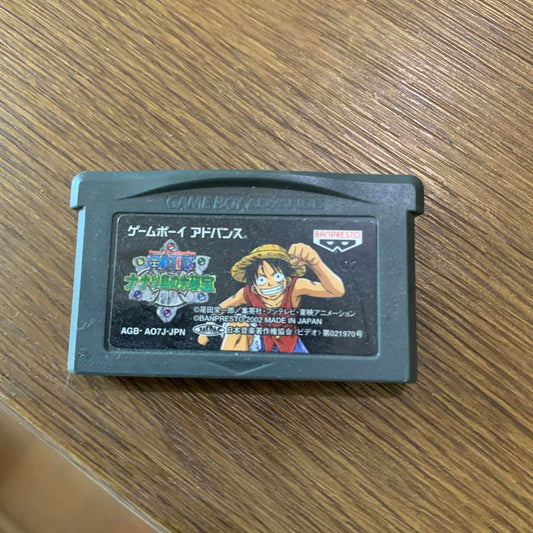 GAME BOY ADVANCE
ゲームボーイ アドバンス
BANPRESTO
ナナツ島の大秘宝
©尾田栄一郎／集英社・フジテレビ・東映アニメーション
©BANPRESTO 2002 MADE IN JAPAN
AGB- AO7J-JPN
日本音楽著作権協会（ビデオ）第021970号